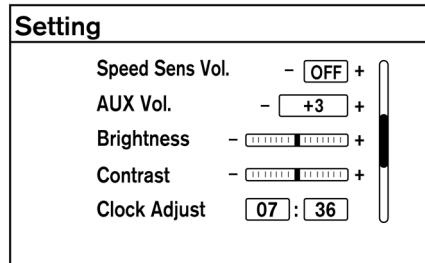 Setting
Speed Sens Vol. - OFF +
AUX Vol. - +3 +
Brightness - +
Contrast - +
Clock Adjust 07 : 36